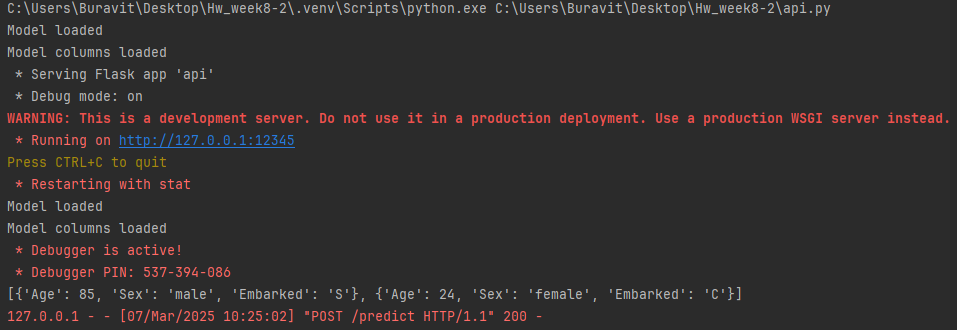 C:\Users\Buravit\Desktop\Hw_week8-2\.venv\Scripts\python.exe C:\Users\Buravit\Desktop\Hw_week8-2\api.py
Model loaded
Model columns loaded
 * Serving Flask app 'api'
 * Debug mode: on
WARNING: This is a development server. Do not use it in a production deployment. Use a production WSGI server instead.
 * Running on http://127.0.0.1:12345
Press CTRL+C to quit
 * Restarting with stat
Model loaded
Model columns loaded
 * Debugger is active!
 * Debugger PIN: 537-394-086
[{'Age': 85, 'Sex': 'male', 'Embarked': 'S'}, {'Age': 24, 'Sex': 'female', 'Embarked': 'C'}]
127.0.0.1 - - [07/Mar/2025 10:25:02] "POST /predict HTTP/1.1" 200 -